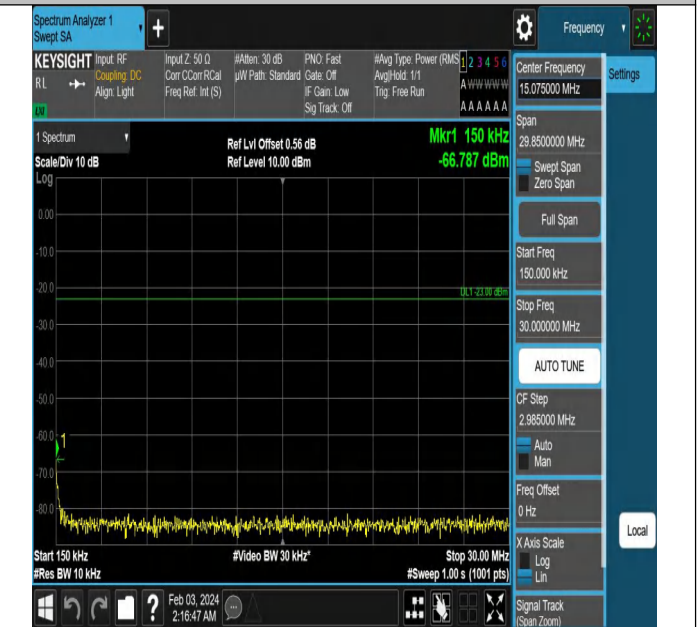 Spectrum Analyzer 1
Swept SA
+
Frequency
KEYSIGHT
RL
LXI
Input: RF
Coupling: DC
Align: Light
Input Z: 50 Ω
Corr CCorr RCal
Freq Ref: Int (S)
#Atten: 30 dB
µW Path: Standard
PNO: Fast
Gate: Off
IF Gain: Low
Sig Track: Off
#Avg Type: Power (RMS
Avg|Hold: 1/1
Trig: Free Run
1 2 3 4 5 6
A W W W W W
A A A A A A
1 Spectrum
Scale/Div 10 dB
Log
Ref Lvl Offset 0.56 dB
Ref Level 10.00 dBm
Mkr1 150 kHz
-66.787 dBm
0.00
-10.0
-20.0
DL1 -23.00 dBm
-30.0
-40.0
-50.0
-60.0
1
-70.0
-80.0
Start 150 kHz
#Res BW 10 kHz
#Video BW 30 kHz*
Stop 30.00 MHz
#Sweep 1.00 s (1001 pts)
?
Feb 03, 2024
2:16:47 AM
Center Frequency
15.075000 MHz
Settings
Span
29.8500000 MHz
Swept Span
Zero Span
Full Span
Start Freq
150.000 kHz
Stop Freq
30.000000 MHz
AUTO TUNE
CF Step
2.985000 MHz
Auto
Man
Freq Offset
0 Hz
X Axis Scale
Log
Lin
Local
Signal Track
(Span Zoom)